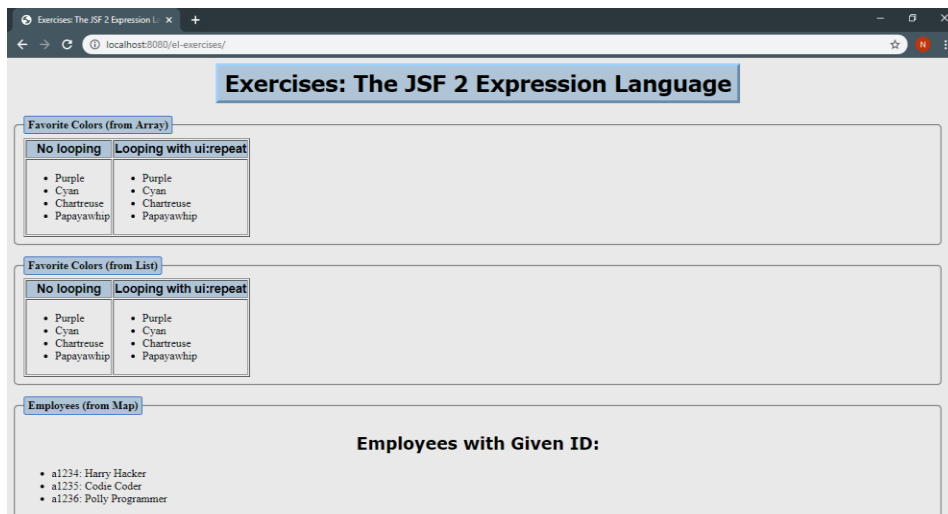 Exercises: The JSF 2 Expression La
localhost:8080/el-exercises/
N
Exercises: The JSF 2 Expression Language
Favorite Colors (from Array)
No looping Looping with ui:repeat
Purple Purple
Cyan Cyan
Chartreuse Chartreuse
Papayawhip Papayawhip
Favorite Colors (from List)
No looping Looping with ui:repeat
Purple Purple
Cyan Cyan
Chartreuse Chartreuse
Papayawhip Papayawhip
Employees (from Map)
Employees with Given ID:
a1234: Harry Hacker
a1235: Codie Coder
a1236: Polly Programmer